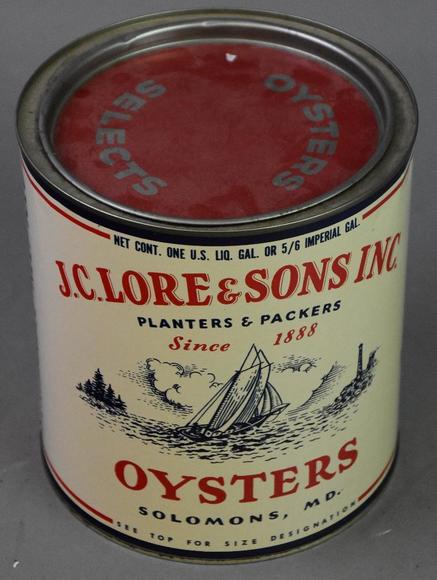 OYSTERS
SELECTS
NET CONT. ONE U.S. LIQ. GAL. OR 5/6 IMPERIAL GAL.
J.C. LORE & SONS INC.
PLANTERS & PACKERS
Since 1888
OYSTERS
SOLOMONS, MD.
SEE TOP FOR SIZE DESIGNATION